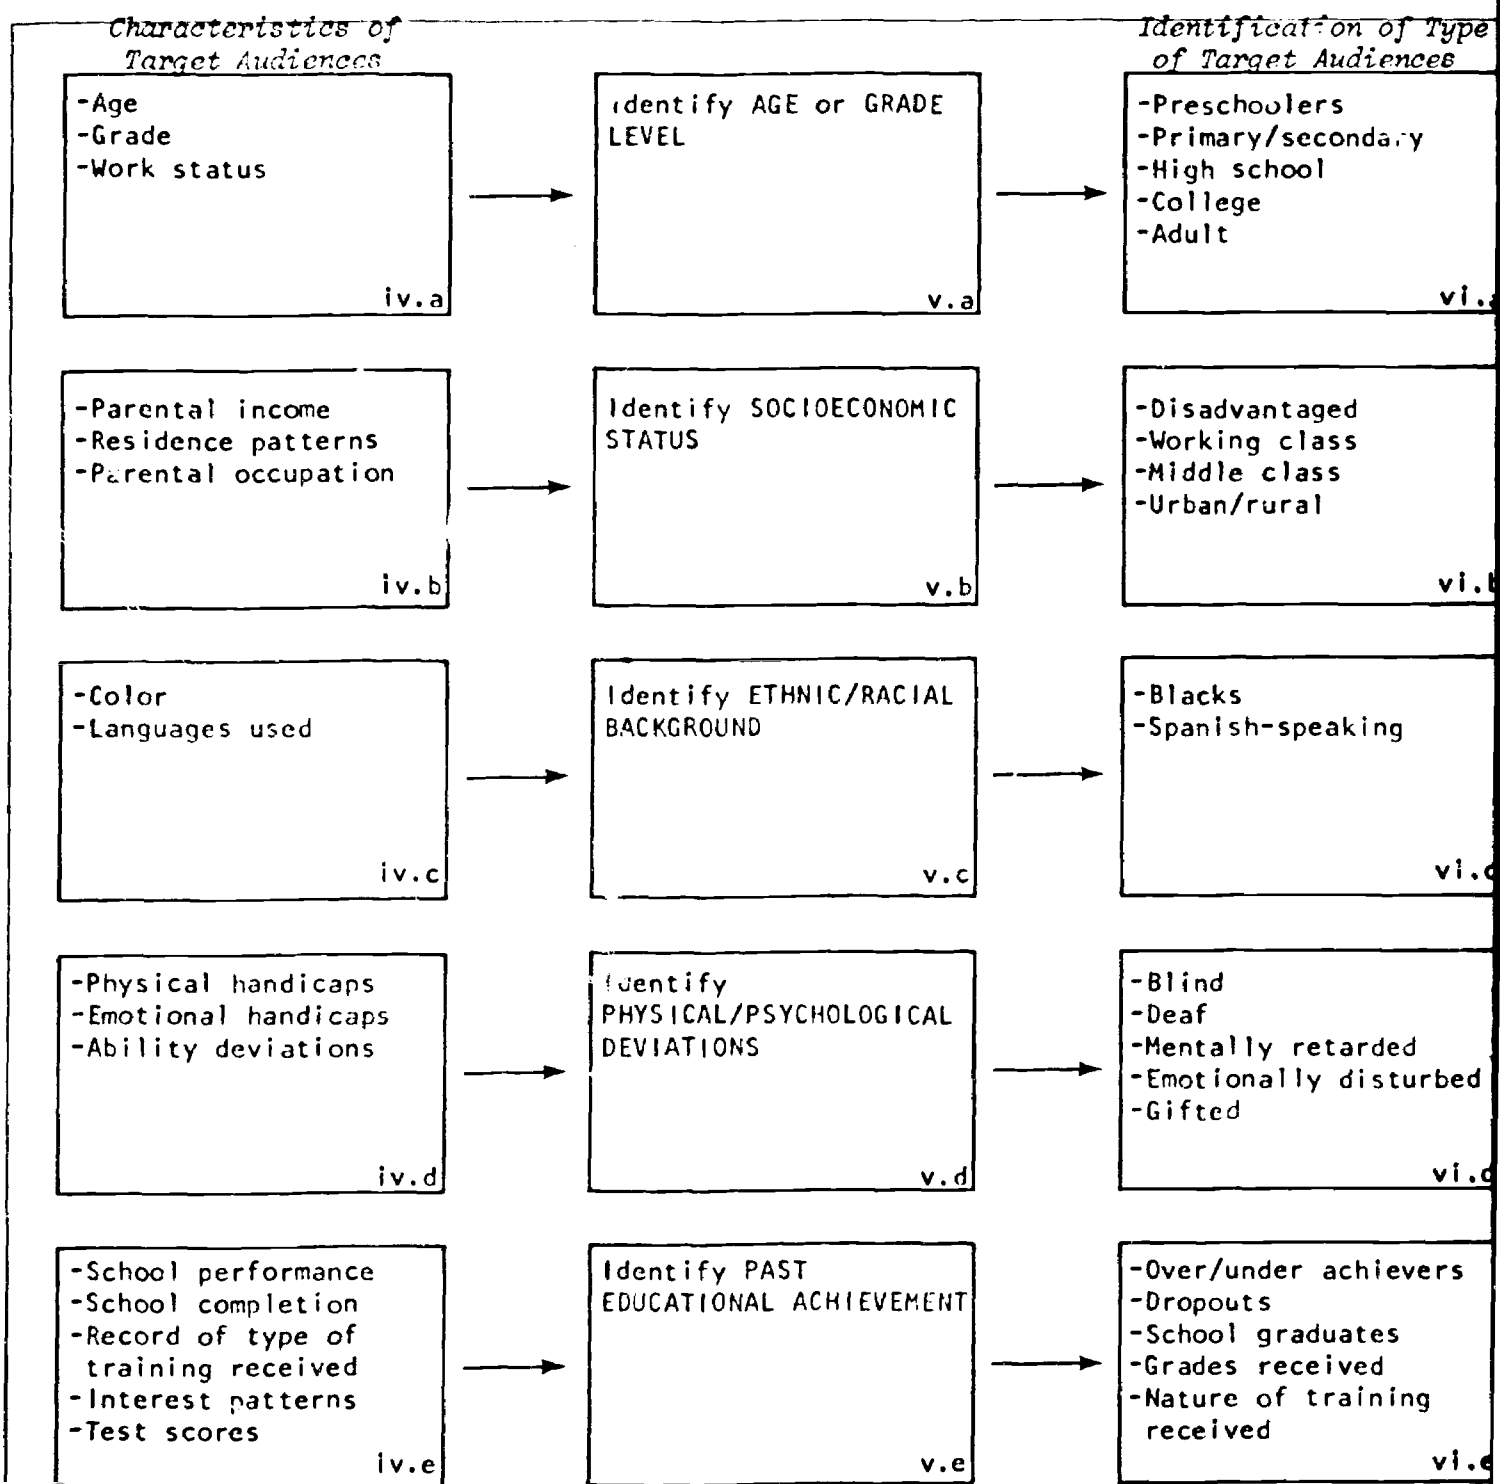 Characteristics of
Target Audiences
Identification of Type
of Target Audiences
-Age
-Grade
-Work status
iv.a
Identify AGE or GRADE
LEVEL
v.a
-Preschoolers
-Primary/secondary
-High school
-College
-Adult
vi.a
-Parental income
-Residence patterns
-Parental occupation
iv.b
Identify SOCIOECONOMIC
STATUS
v.b
-Disadvantaged
-Working class
-Middle class
-Urban/rural
vi.b
-Color
-Languages used
iv.c
Identify ETHNIC/RACIAL
BACKGROUND
v.c
-Blacks
-Spanish-speaking
vi.c
-Physical handicaps
-Emotional handicaps
-Ability deviations
iv.d
Identify
PHYSICAL/PSYCHOLOGICAL
DEVIATIONS
v.d
-Blind
-Deaf
-Mentally retarded
-Emotionally disturbed
-Gifted
vi.d
-School performance
-School completion
-Record of type of
training received
-Interest patterns
-Test scores
iv.e
Identify PAST
EDUCATIONAL ACHIEVEMENT
v.e
-Over/under achievers
-Dropouts
-School graduates
-Grades received
-Nature of training
received
vi.e